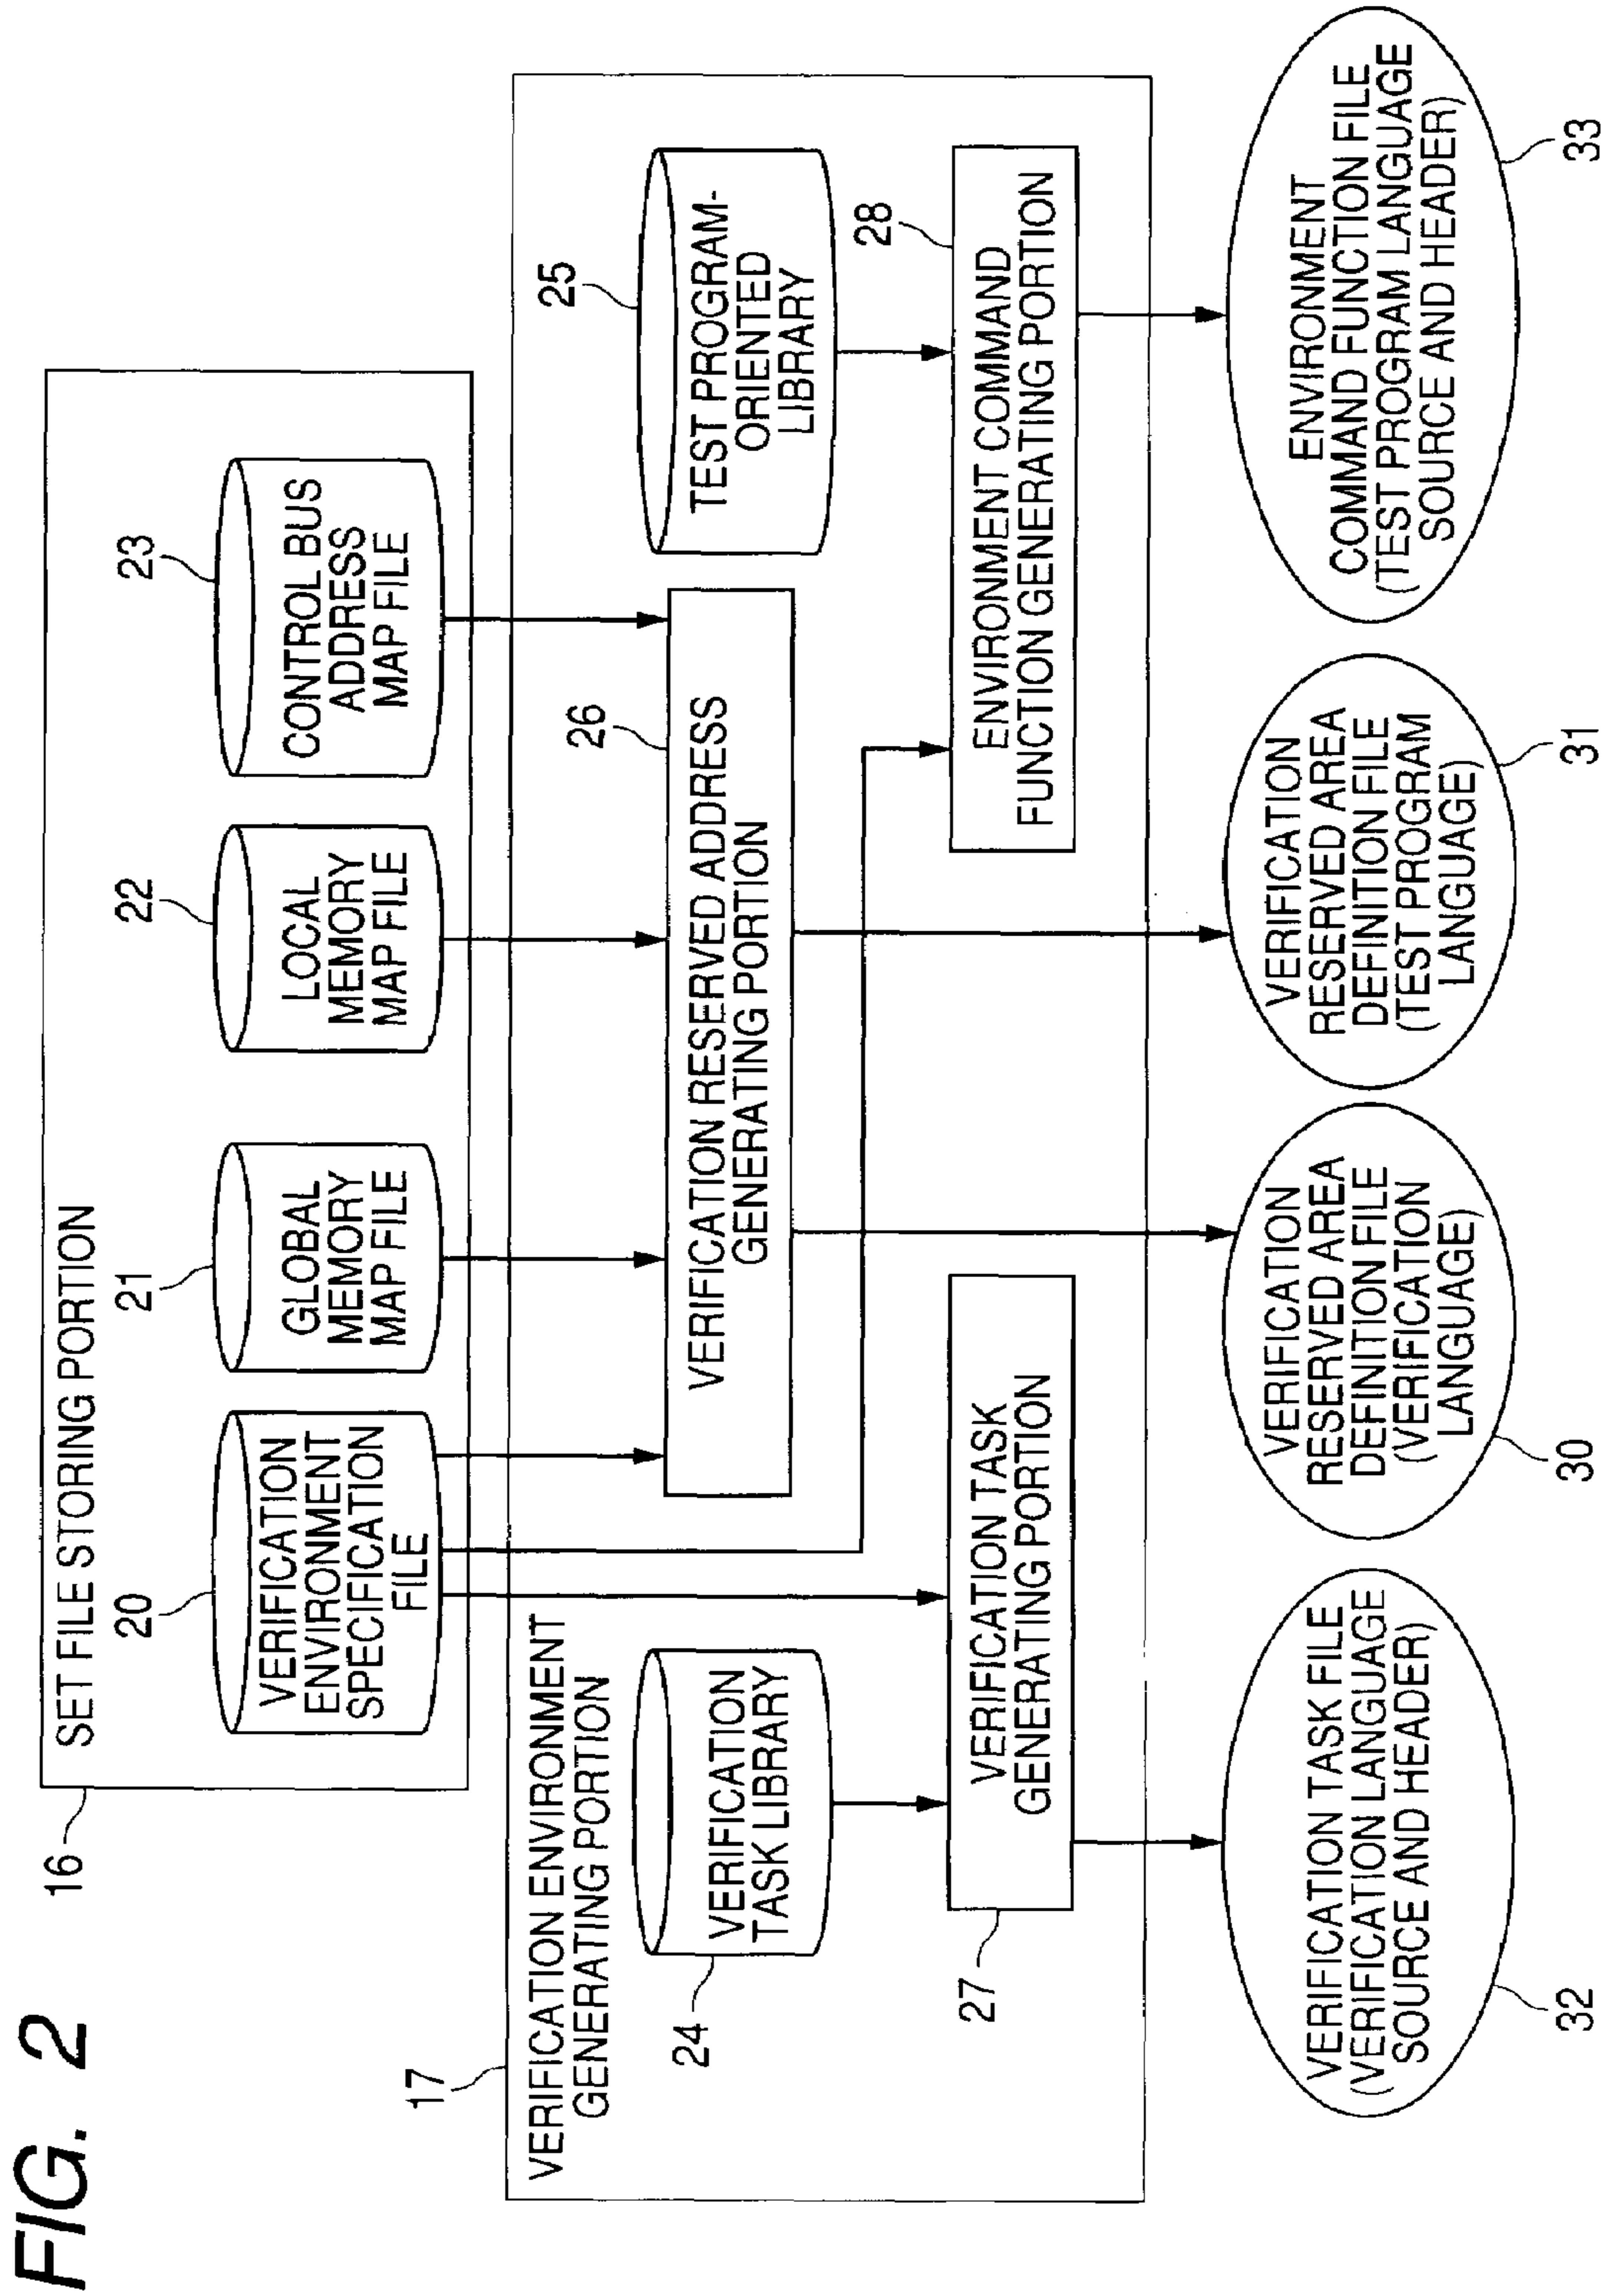 FIG. 2
16
SET FILE STORING PORTION
20
VERIFICATION
ENVIRONMENT
SPECIFICATION
FILE
21
GLOBAL
MEMORY
MAP FILE
22
LOCAL
MEMORY
MAP FILE
23
CONTROL BUS
ADDRESS
MAP FILE
17
VERIFICATION ENVIRONMENT
GENERATING PORTION
24
VERIFICATION
TASK LIBRARY
26
VERIFICATION RESERVED ADDRESS
GENERATING PORTION
25
TEST PROGRAM-
ORIENTED
LIBRARY
27
VERIFICATION TASK
GENERATING PORTION
28
ENVIRONMENT COMMAND
FUNCTION GENERATING PORTION
VERIFICATION TASK FILE
(VERIFICATION LANGUAGE
SOURCE AND HEADER)
32
VERIFICATION
RESERVED AREA
DEFINITION FILE
(VERIFICATION
LANGUAGE)
30
VERIFICATION
RESERVED AREA
DEFINITION FILE
(TEST PROGRAM
LANGUAGE)
31
ENVIRONMENT
COMMAND FUNCTION FILE
(TEST PROGRAM LANGUAGE
SOURCE AND HEADER)
33